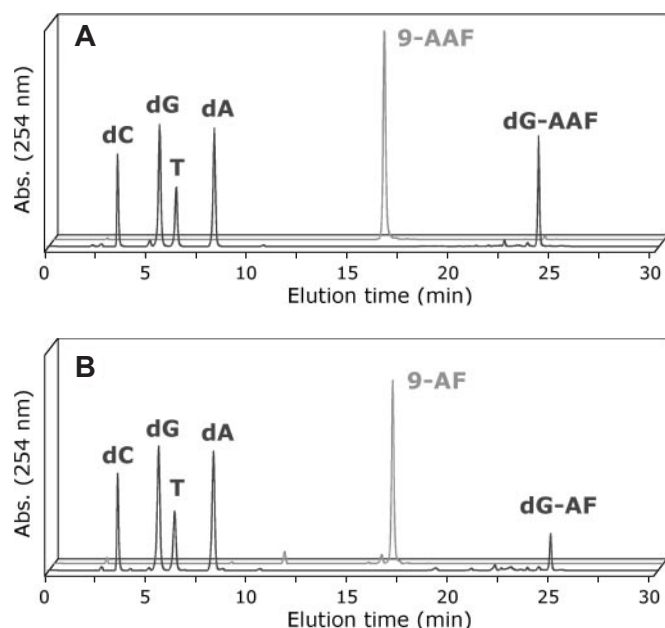 A
9-AAF
dG
dA
dG-AAF
dC
T
Abs. (254 nm)
0 5 10 15 20 25 30
Elution time (min)
B
9-AF
dG
dA
dC
T
dG-AF
Abs. (254 nm)
0 5 10 15 20 25 30
Elution time (min)